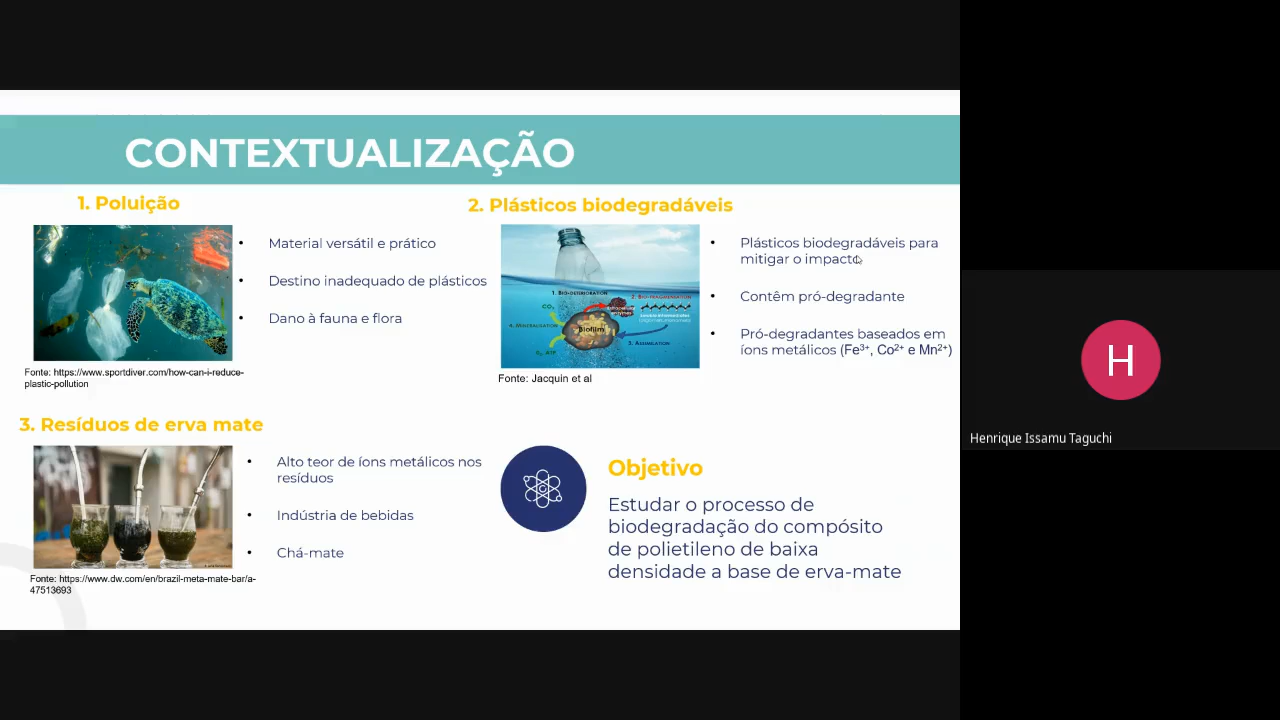 CONTEXTUALIZAÇÃO
1. Poluição
Material versátil e prático
Destino inadequado de plásticos
Dano à fauna e flora
Fonte: https://www.sportdiver.com/how-can-i-reduce-
plastic-pollution
2. Plásticos biodegradáveis
1. BIO-DETERIORATION
2. BIO-FRAGMENTATION
CO₂
4. MINERALISATION
Biofilm
3. ASSIMILATION
Plásticos biodegradáveis para
mitigar o impacto
Contêm pró-degradante
Pró-degradantes baseados em
íons metálicos (Fe³⁺, Co²⁺ e Mn²⁺)
Fonte: Jacquin et al
3. Resíduos de erva mate
Alto teor de íons metálicos nos
resíduos
Indústria de bebidas
Chá-mate
Fonte: https://www.dw.com/en/brazil-meta-mate-bar/a-
47513693
Objetivo
Estudar o processo de
biodegradação do compósito
de polietileno de baixa
densidade a base de erva-mate
H
Henrique Issamu Taguchi